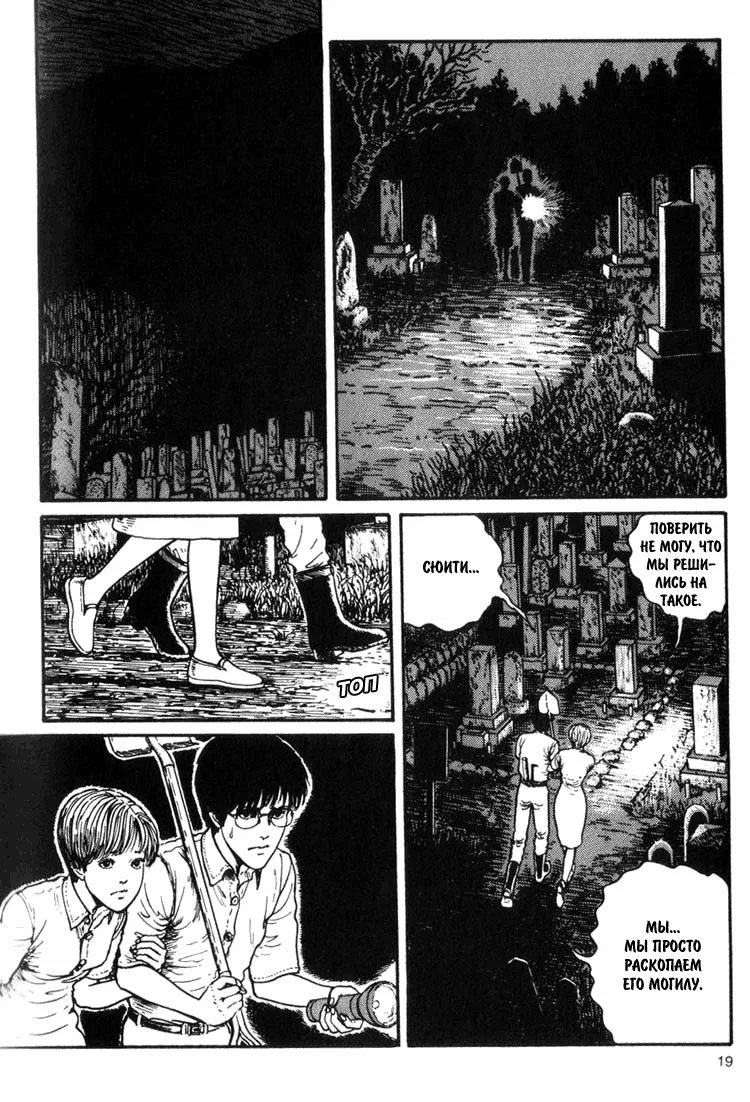 СЮИТИ...
ПОВЕРИТЬ
НЕ МОГУ, ЧТО
МЫ РЕШИ-
ЛИСЬ НА
ТАКОЕ.
ТОП
МЫ...
МЫ ПРОСТО
РАСКОПАЕМ
ЕГО МОГИЛУ.
19